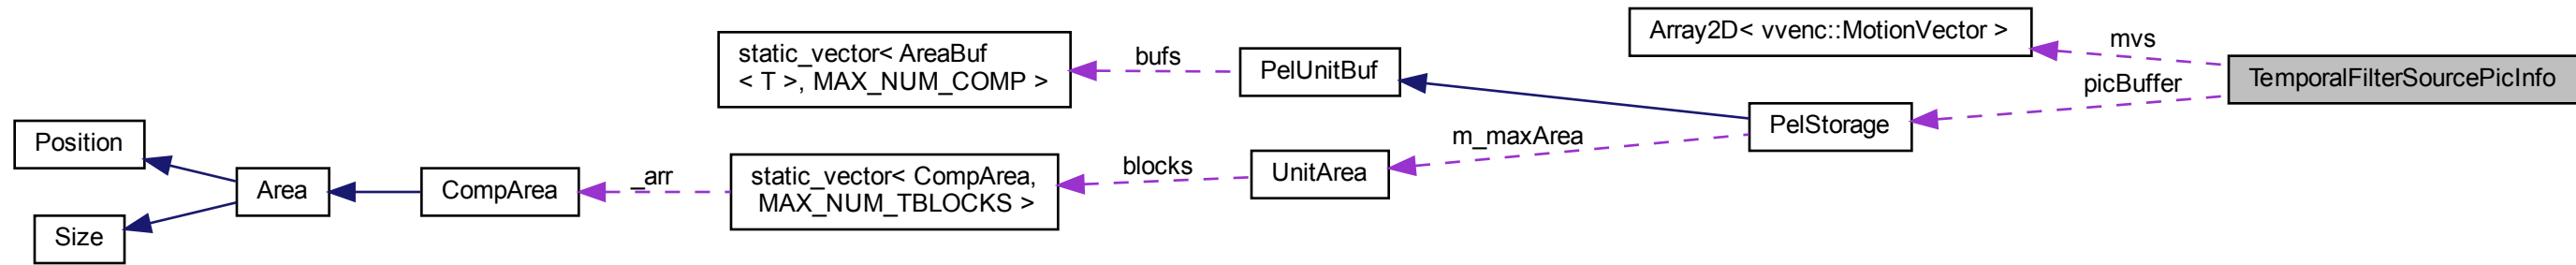 Array2D< vvenc::MotionVector >
mvs
static_vector< AreaBuf
< T >, MAX_NUM_COMP >
bufs
PelUnitBuf
TemporalFilterSourcePicInfo
picBuffer
PelStorage
m_maxArea
Position
Area
CompArea
_arr
static_vector< CompArea,
MAX_NUM_TBLOCKS >
blocks
UnitArea
Size